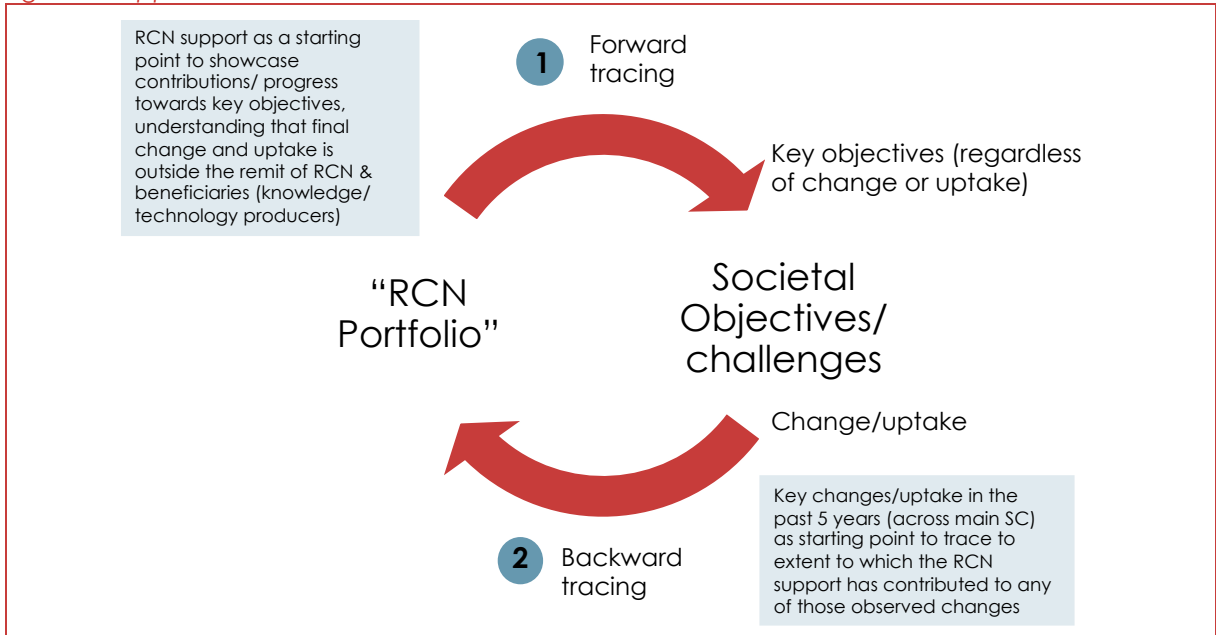 RCN support as a starting
point to showcase
contributions/ progress
towards key objectives,
understanding that final
change and uptake is
outside the remit of RCN &
beneficiaries (knowledge/
technology producers)
1
Forward
tracing
Key objectives (regardless
of change or uptake)
“RCN
Portfolio”
Societal
Objectives/
challenges
Change/uptake
Key changes/uptake in the
past 5 years (across main SC)
as starting point to trace to
extent to which the RCN
support has contributed to any
of those observed changes
2
Backward
tracing